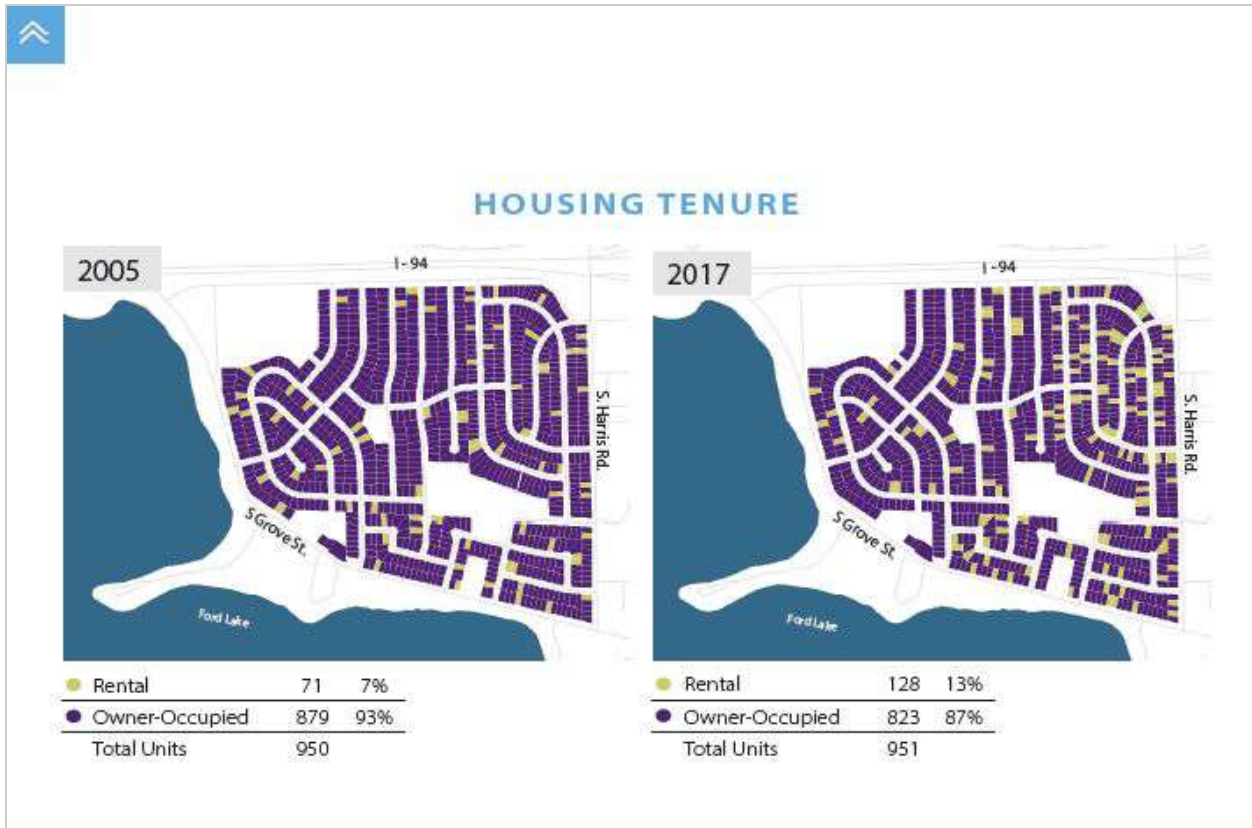 HOUSING TENURE
2005
I - 94
S. Harris Rd.
S Grove St.
Ford Lake
Rental 71 7%
Owner-Occupied 879 93%
Total Units 950
2017
I - 94
S. Harris Rd.
S Grove St.
Ford Lake
Rental 128 13%
Owner-Occupied 823 87%
Total Units 951